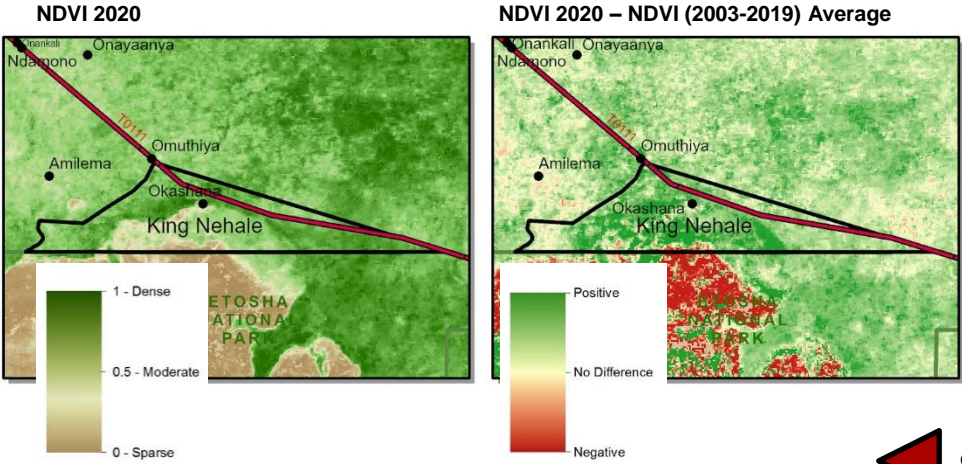 NDVI 2020
Onankali
Onayaanya
Ndamono
T0111
Omuthiya
Amilema
Okashana
King Nehale
ETOSHA
NATIONAL
PARK
1 - Dense
0.5 - Moderate
0 - Sparse
NDVI 2020 – NDVI (2003-2019) Average
Onankali
Onayaanya
Ndamono
T0111
Omuthiya
Amilema
Okashana
King Nehale
ETOSHA
NATIONAL
PARK
Positive
No Difference
Negative